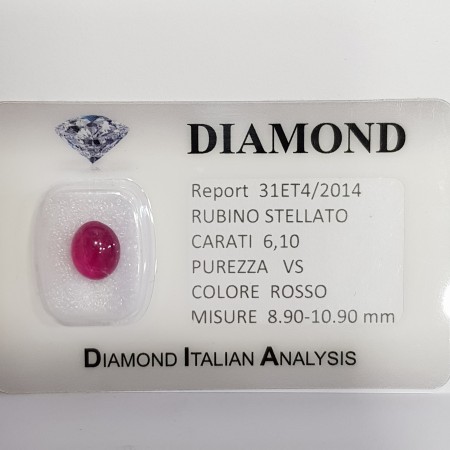 DIAMOND
Report 31ET4/2014
RUBINO STELLATO
CARATI 6,10
PUREZZA VS
COLORE ROSSO
MISURE 8.90-10.90 mm
DIAMOND ITALIAN ANALYSIS